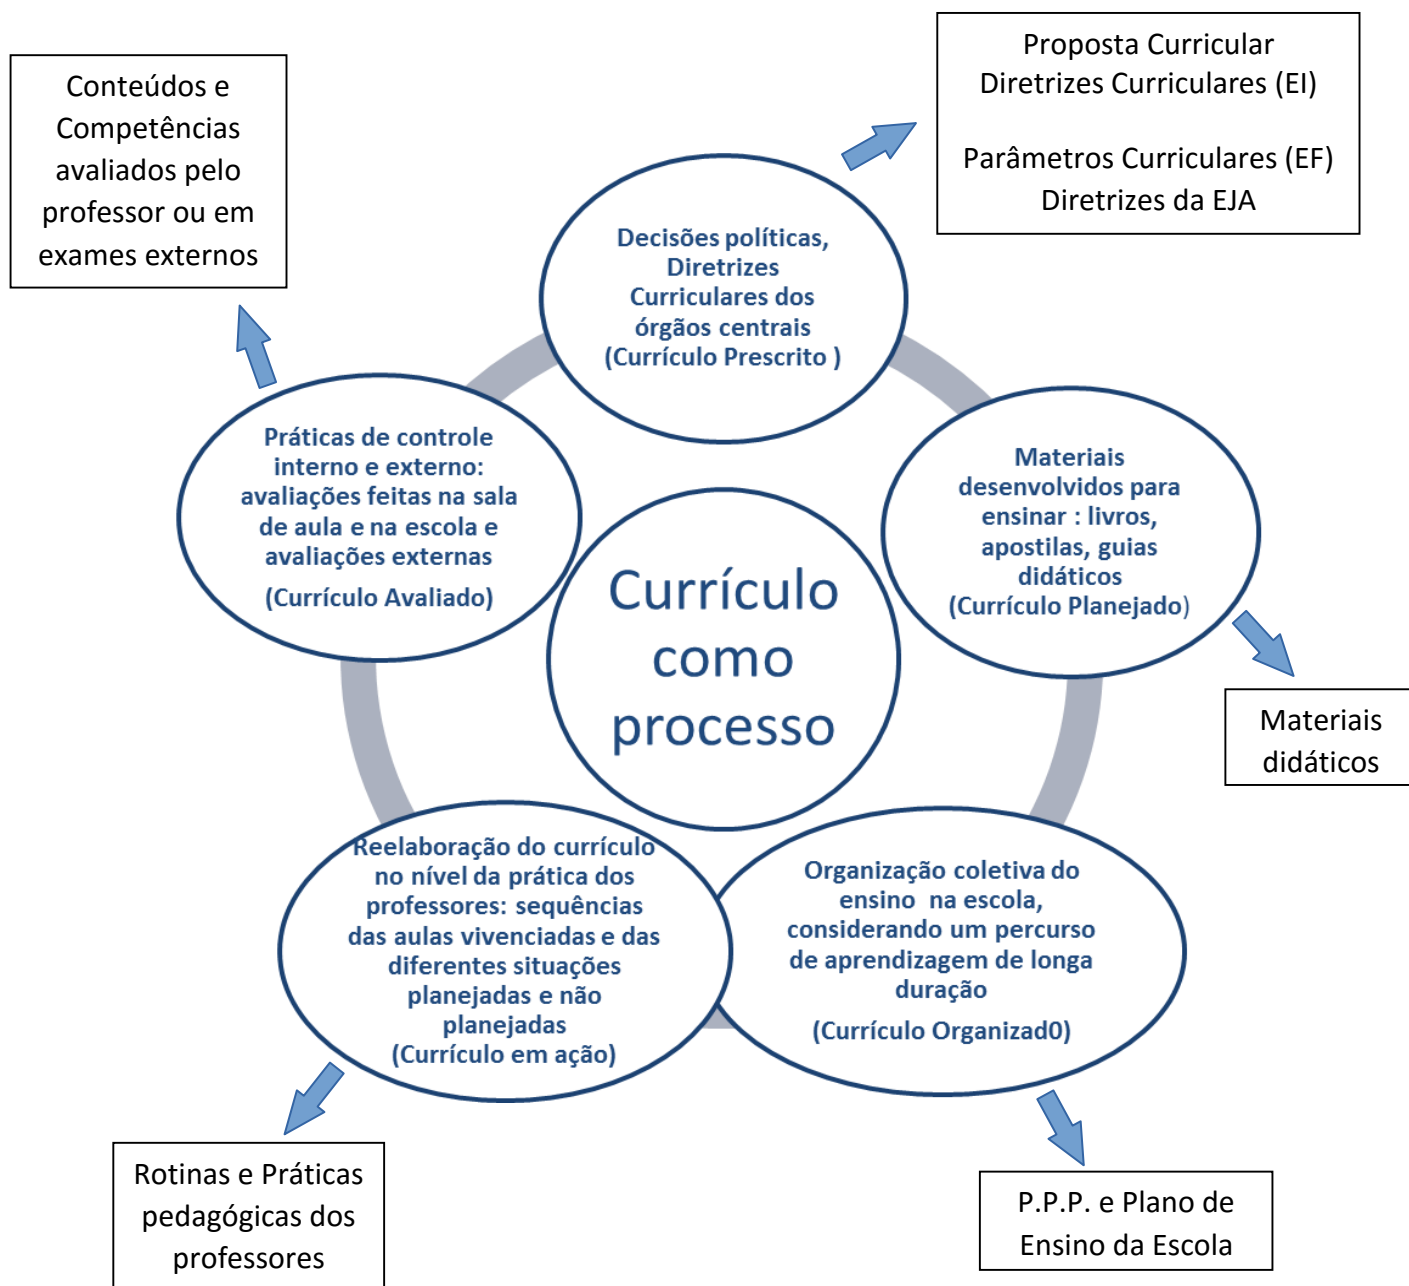 Proposta Curricular
Diretrizes Curriculares (EI)
Parâmetros Curriculares (EF)
Diretrizes da EJA
Conteúdos e
Competências
avaliados pelo
professor ou em
exames externos
Decisões políticas,
Diretrizes
Curriculares dos
órgãos centrais
(Currículo Prescrito )
Práticas de controle
interno e externo:
avaliações feitas na sala
de aula e na escola e
avaliações externas
(Currículo Avaliado)
Materiais
desenvolvidos para
ensinar : livros,
apostilas, guias
didáticos
(Currículo Planejado)
Currículo
como
processo
Materiais
didáticos
Reelaboração do currículo
no nível da prática dos
professores: sequências
das aulas vivenciadas e das
diferentes situações
planejadas e não
planejadas
(Currículo em ação)
Organização coletiva do
ensino na escola,
considerando um percurso
de aprendizagem de longa
duração
(Currículo Organizad0)
Rotinas e Práticas
pedagógicas dos
professores
P.P.P. e Plano de
Ensino da Escola